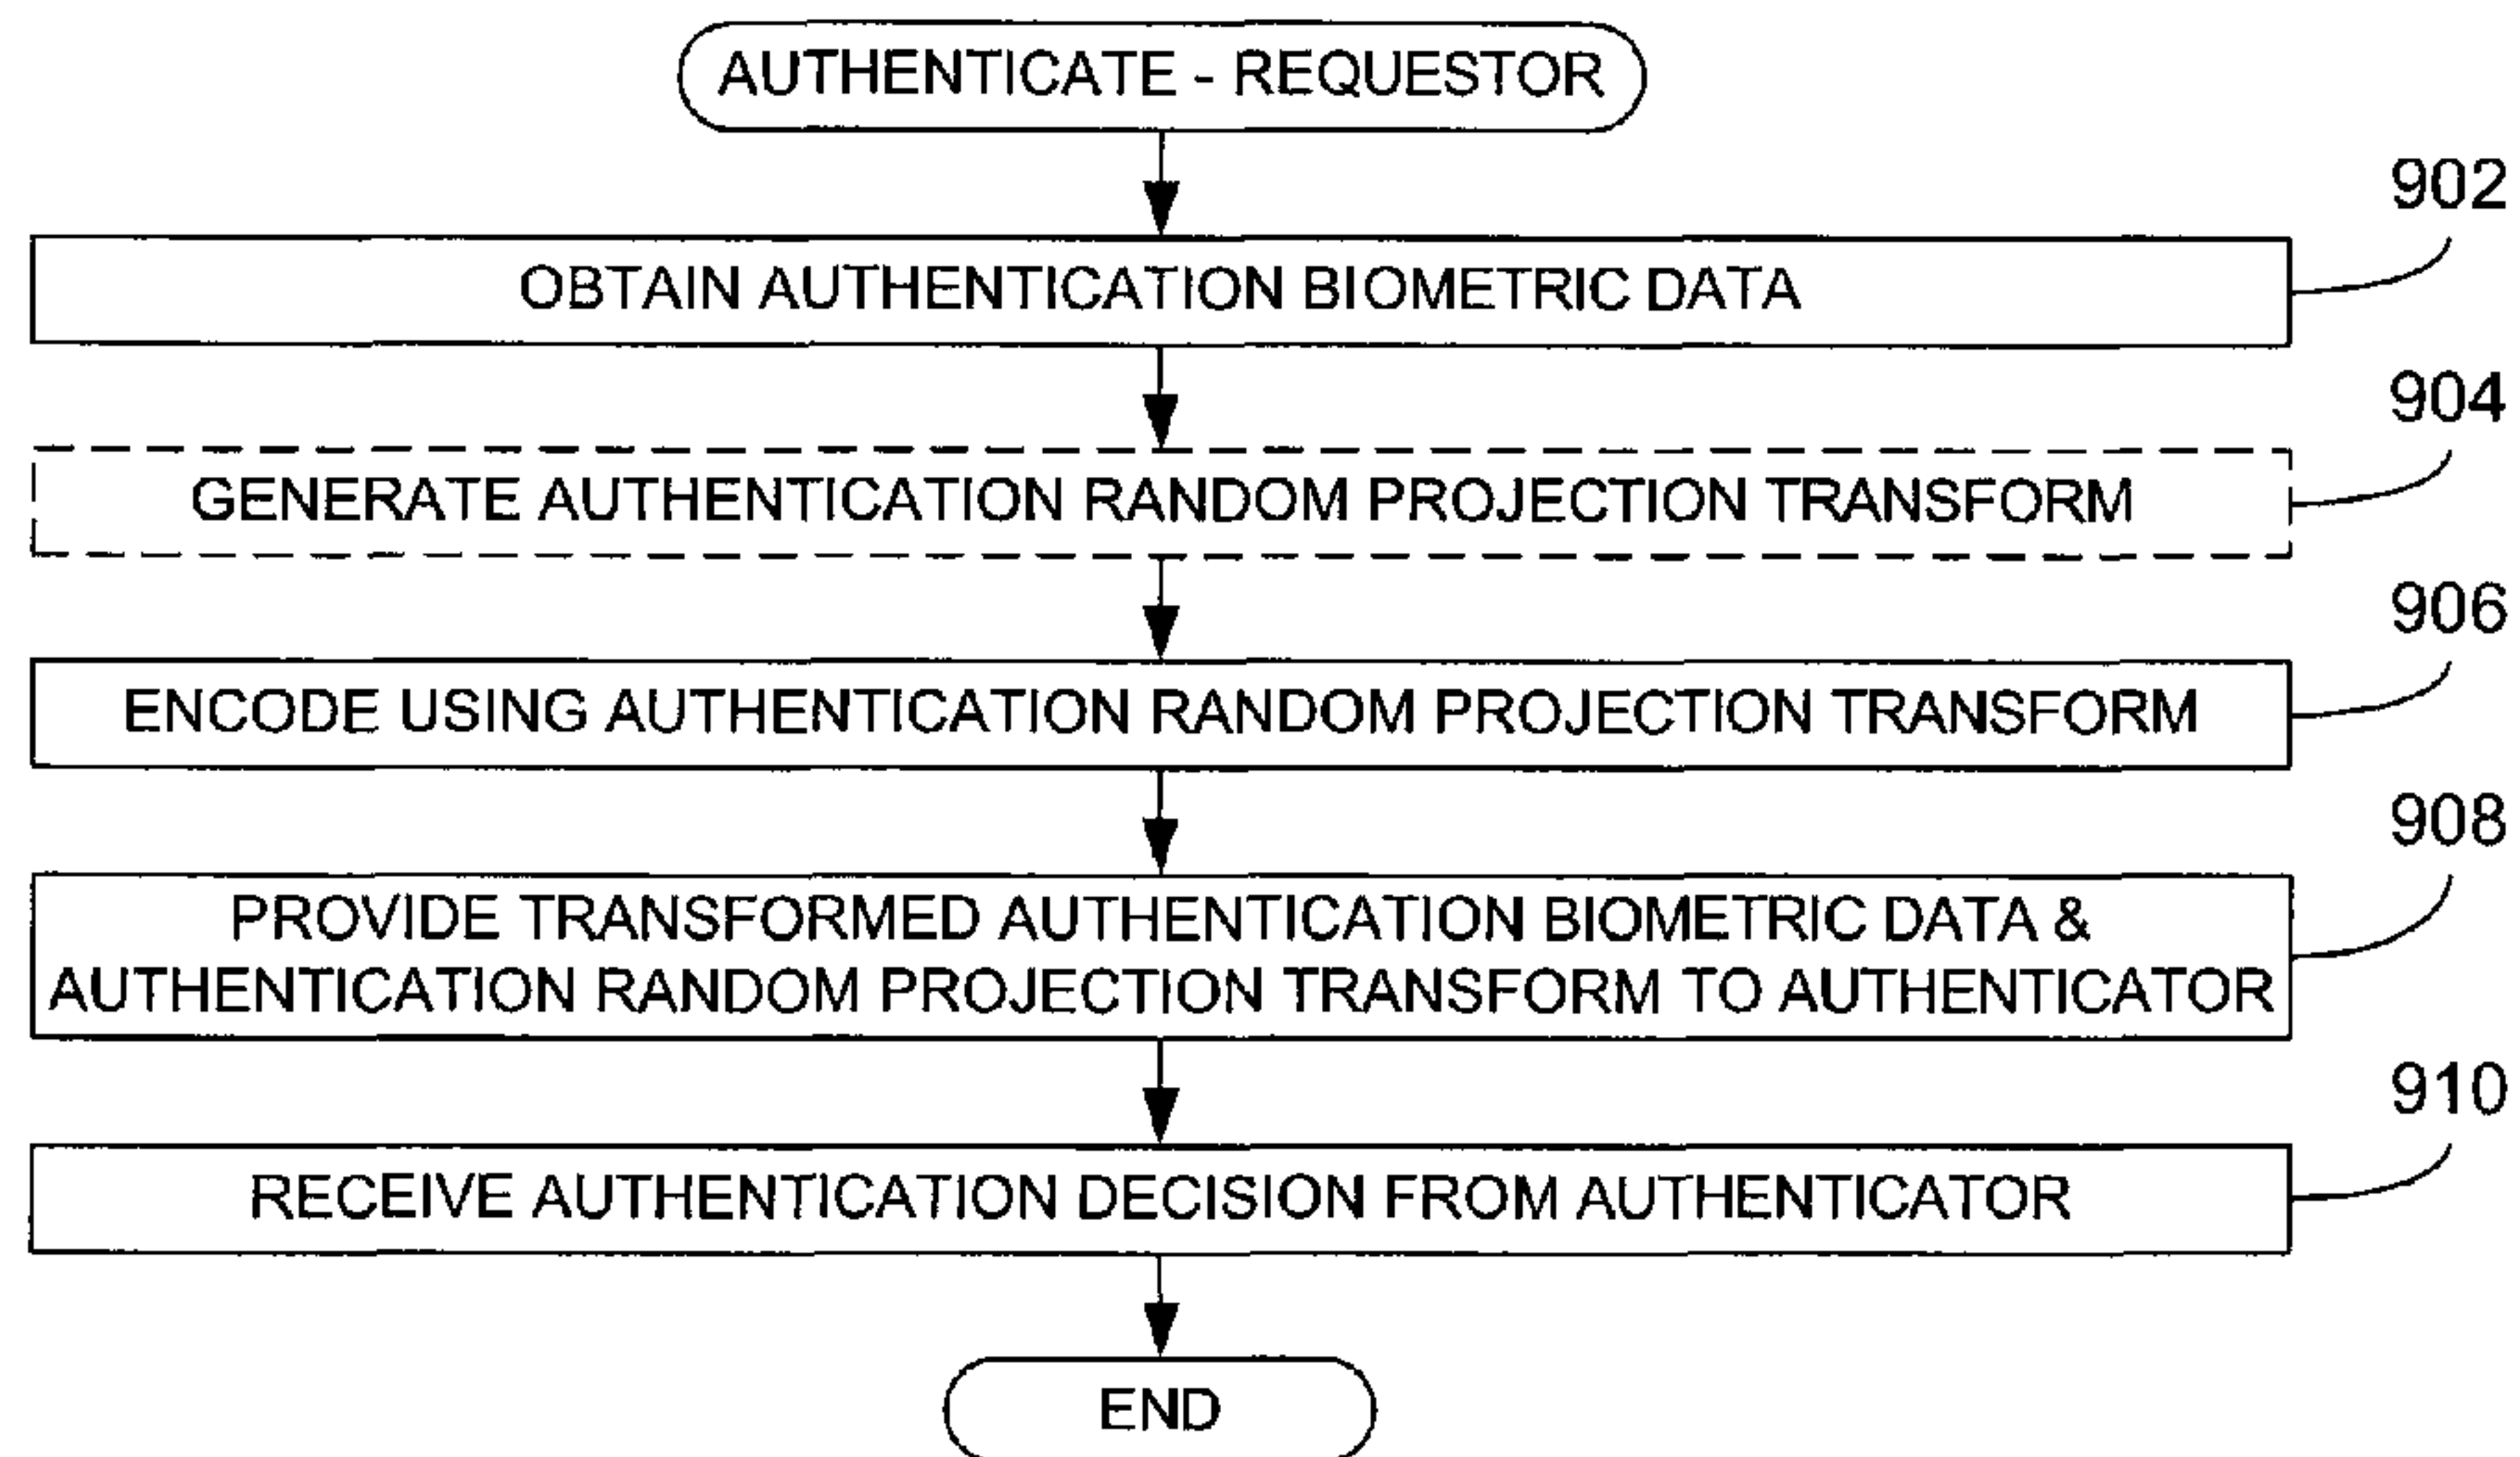 AUTHENTICATE - REQUESTOR
902
OBTAIN AUTHENTICATION BIOMETRIC DATA
904
GENERATE AUTHENTICATION RANDOM PROJECTION TRANSFORM
906
ENCODE USING AUTHENTICATION RANDOM PROJECTION TRANSFORM
908
PROVIDE TRANSFORMED AUTHENTICATION BIOMETRIC DATA &
AUTHENTICATION RANDOM PROJECTION TRANSFORM TO AUTHENTICATOR
910
RECEIVE AUTHENTICATION DECISION FROM AUTHENTICATOR
END